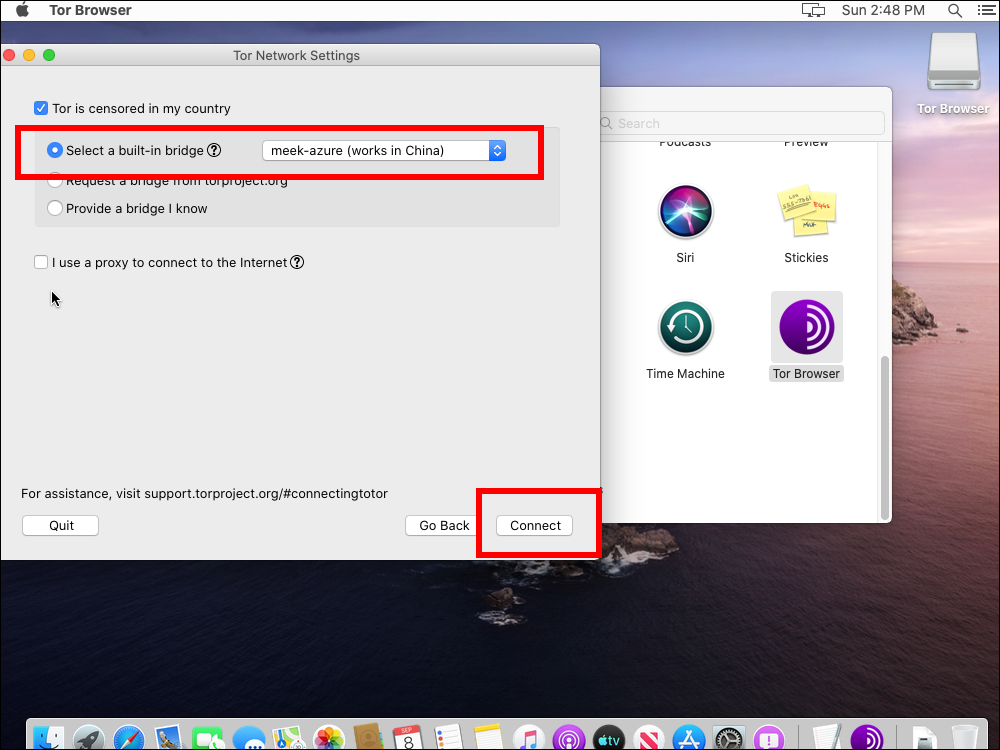 Tor Browser
Sun 2:48 PM
Tor Network Settings
Tor Browser
Tor is censored in my country
Search
Select a built-in bridge ?
meek-azure (works in China)
Podcasts
Preview
Request a bridge from torproject.org
Provide a bridge I know
EGGS
MILK
Siri
Stickies
I use a proxy to connect to the Internet ?
Time Machine
Tor Browser
For assistance, visit support.torproject.org/#connectingtotor
Quit
Go Back
Connect
SEP
8
tv